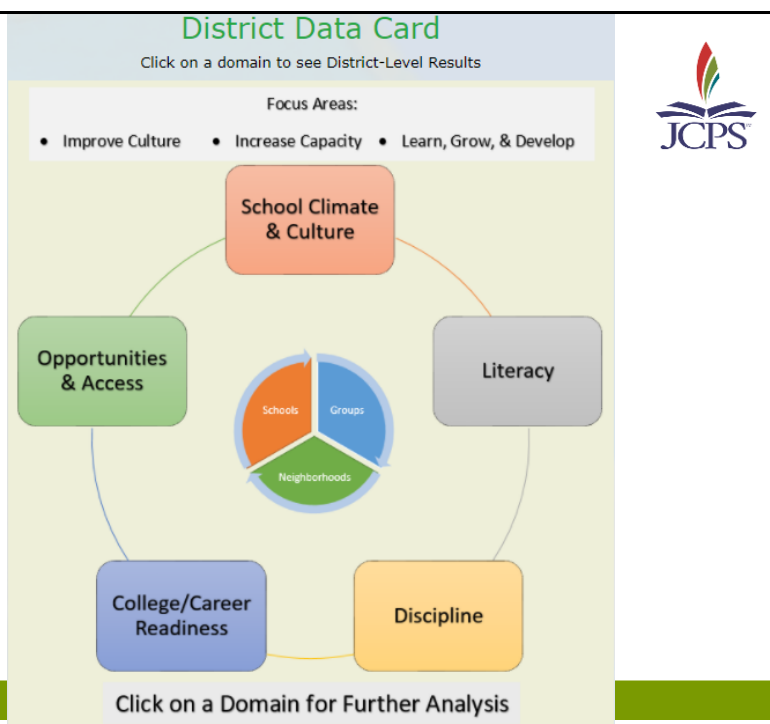 District Data Card
Click on a domain to see District-Level Results
Focus Areas:
• Improve Culture • Increase Capacity • Learn, Grow, & Develop
JCPS
School Climate
& Culture
Opportunities
& Access
Literacy
Schools
Groups
Neighborhoods
College/Career
Readiness
Discipline
Click on a Domain for Further Analysis